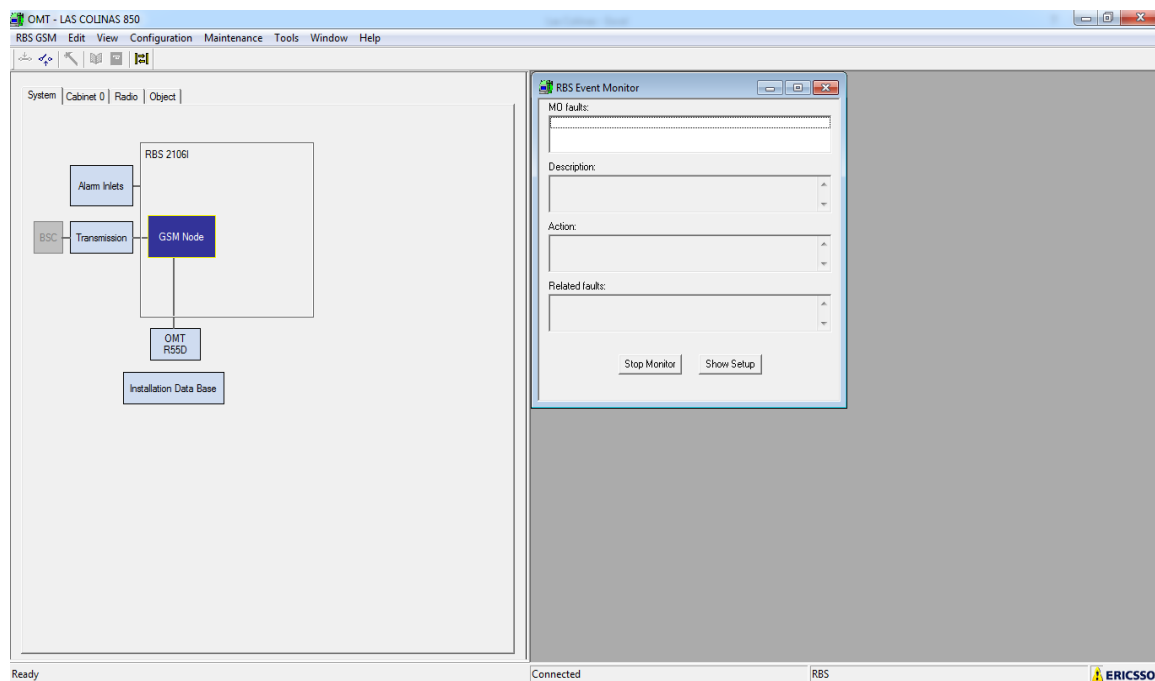 OMT - LAS COLINAS 850
RBS GSM Edit View Configuration Maintenance Tools Window Help
System Cabinet 0 Radio Object
RBS 2106I
Alarm Inlets
BSC
Transmission
GSM Node
OMT
R55D
Installation Data Base
RBS Event Monitor
MO faults:
Description:
Action:
Related faults:
Stop Monitor Show Setup
Ready Connected RBS ERICSSO